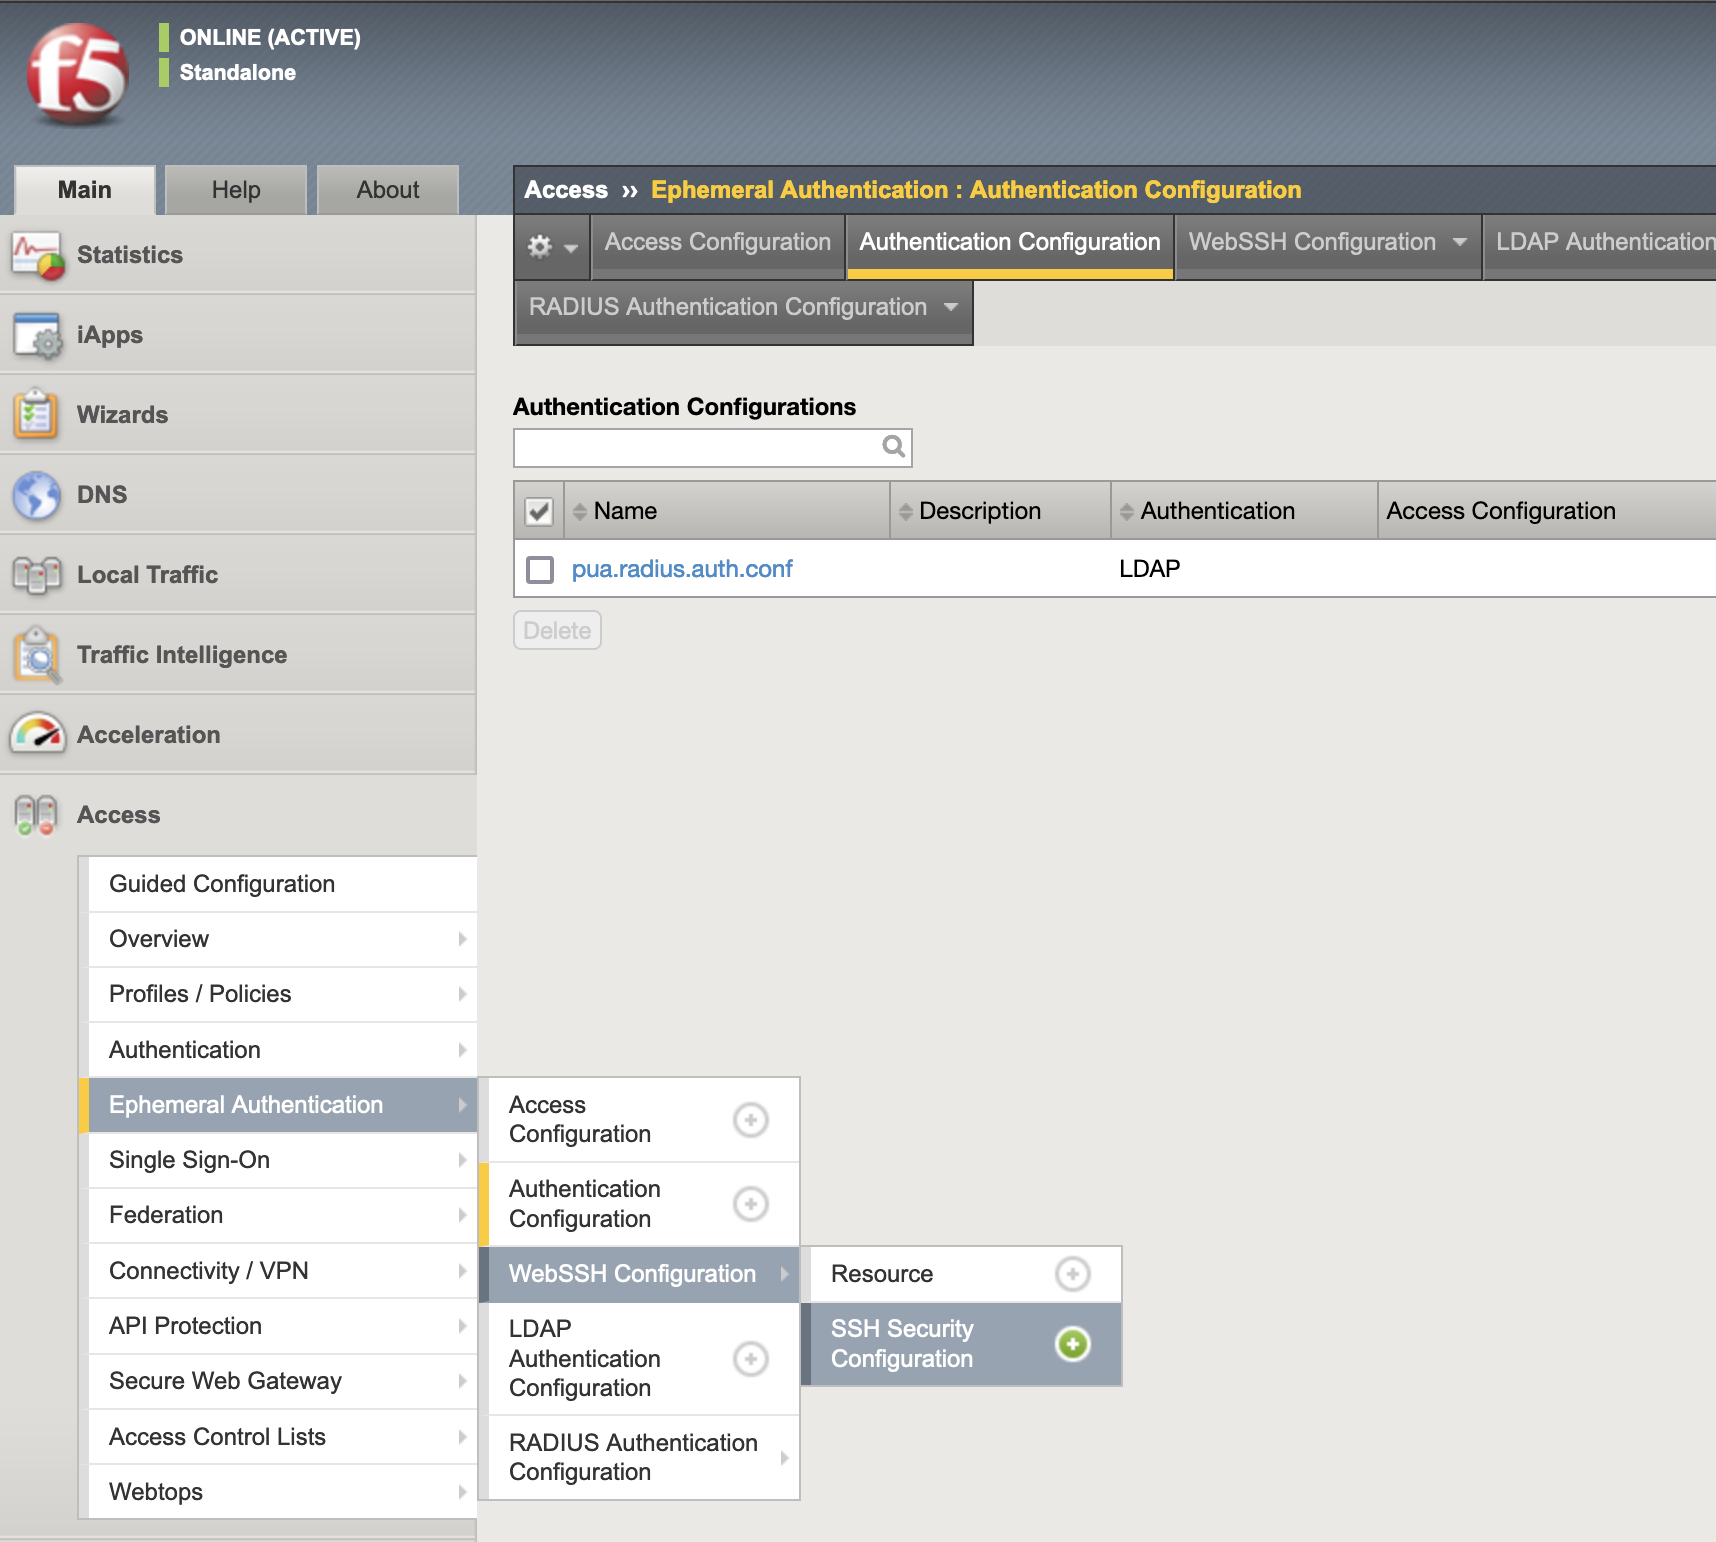 f5
ONLINE (ACTIVE)
Standalone
Main
Help
About
Access ›› Ephemeral Authentication : Authentication Configuration
Access Configuration
Authentication Configuration
WebSSH Configuration
LDAP Authentication
RADIUS Authentication Configuration
Statistics
iApps
Wizards
DNS
Local Traffic
Traffic Intelligence
Acceleration
Access
Guided Configuration
Overview
Profiles / Policies
Authentication
Ephemeral Authentication
Single Sign-On
Federation
Connectivity / VPN
API Protection
Secure Web Gateway
Access Control Lists
Webtops
Authentication Configurations
Name
Description
Authentication
Access Configuration
pua.radius.auth.conf
LDAP
Delete
Access
Configuration
Authentication
Configuration
WebSSH Configuration
LDAP
Authentication
Configuration
RADIUS Authentication
Configuration
Resource
SSH Security
Configuration